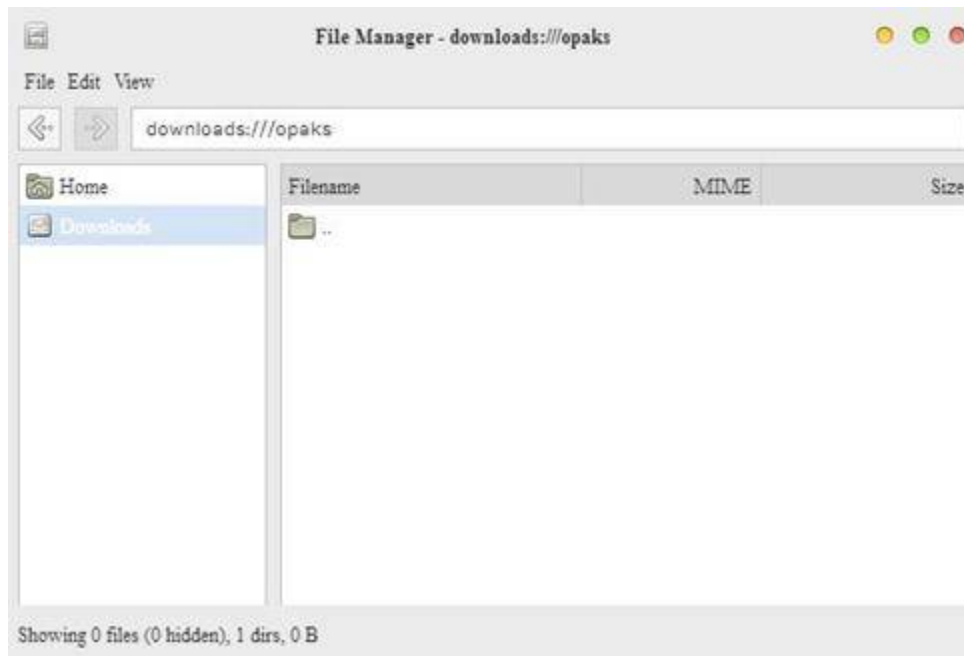 File Manager - downloads:///opaks
File Edit View
downloads:///opaks
Home
Downloads
Filename MIME Size
..
Showing 0 files (0 hidden), 1 dirs, 0 B